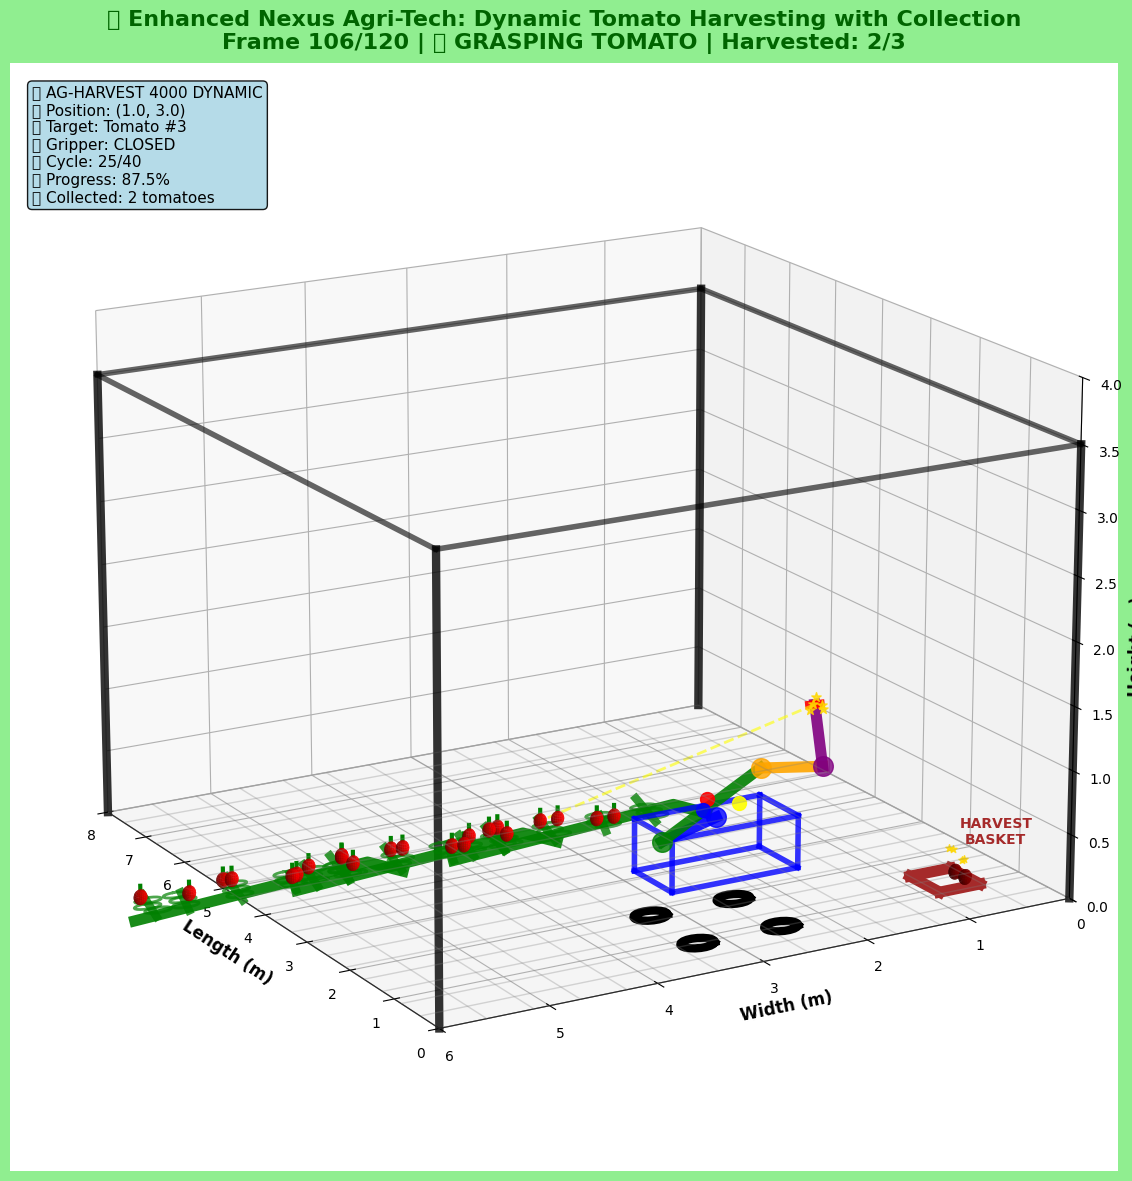 ▯ Enhanced Nexus Agri-Tech: Dynamic Tomato Harvesting with Collection
Frame 106/120 | ▯ GRASPING TOMATO | Harvested: 2/3
▯ AG-HARVEST 4000 DYNAMIC
▯ Position: (1.0, 3.0)
▯ Target: Tomato #3
▯ Gripper: CLOSED
▯ Cycle: 25/40
▯ Progress: 87.5%
▯ Collected: 2 tomatoes
4.0
3.5
3.0
2.5
2.0
1.5
1.0
0.5
0.0
HARVEST
BASKET
8
7
6
5
4
3
2
1
0
Length (m)
6
5
4
3
2
1
0
Width (m)